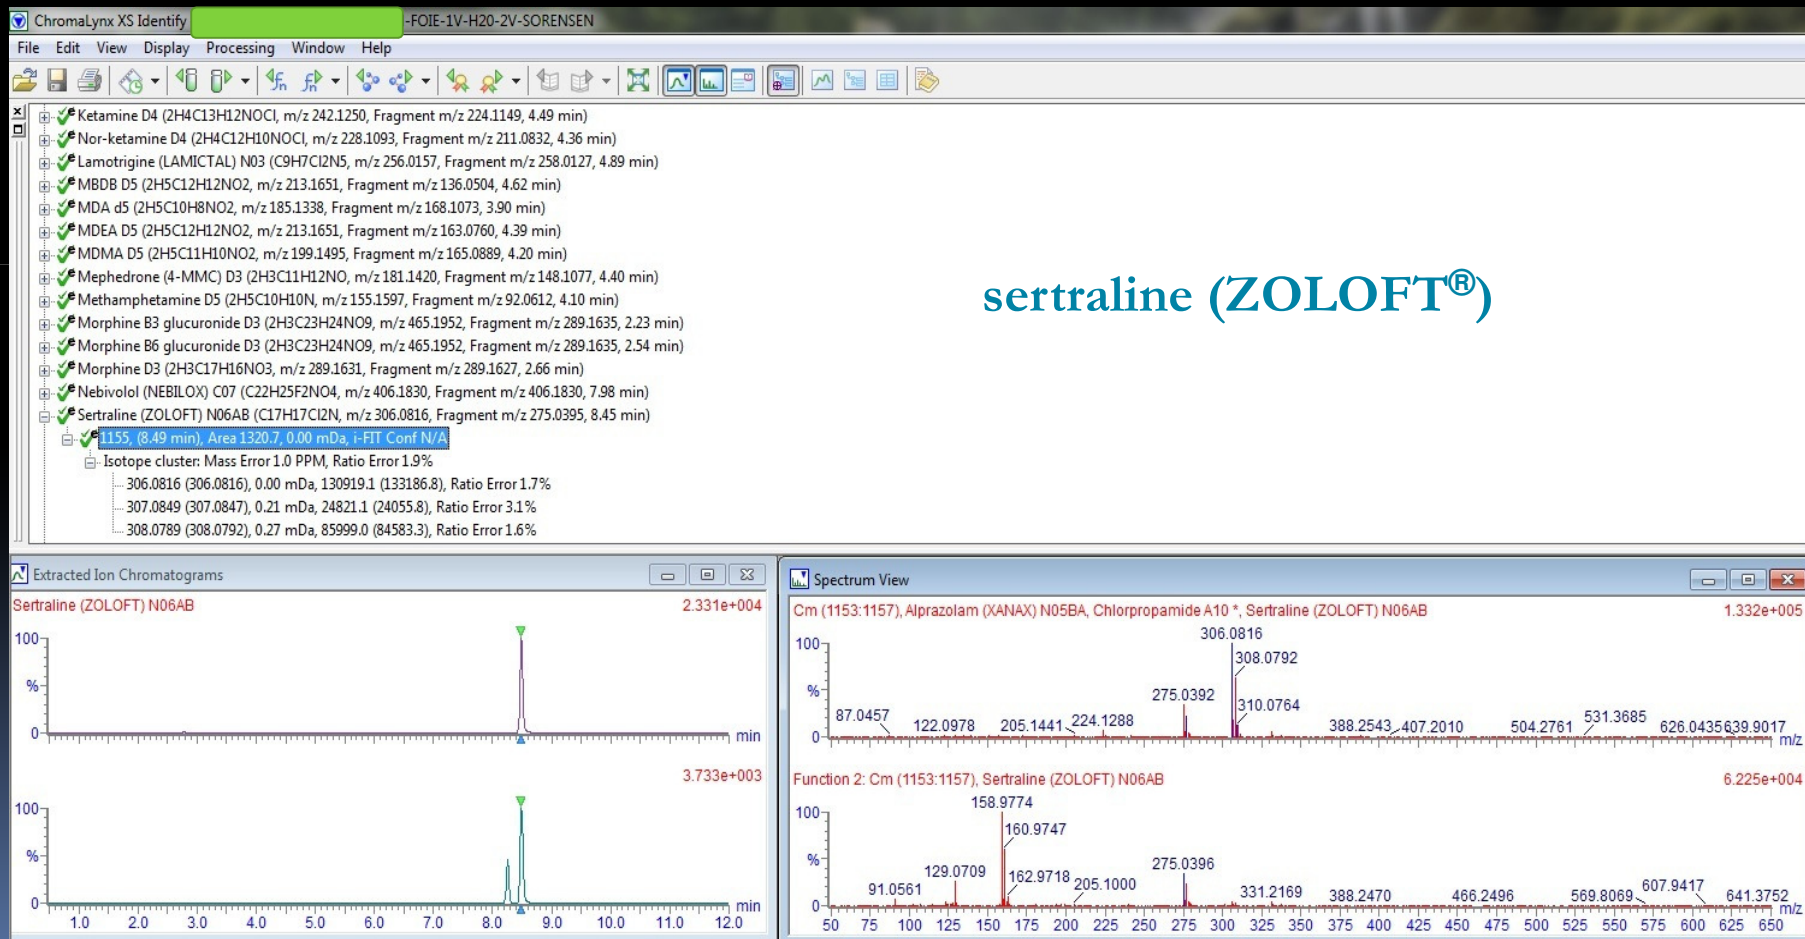 ChromaLynx XS Identify -FOIE-1V-H20-2V-SORENSEN
File Edit View Display Processing Window Help
Ketamine D4 (2H4C13H12NOCl, m/z 242.1250, Fragment m/z 224.1149, 4.49 min)
Nor-ketamine D4 (2H4C12H10NOCl, m/z 228.1093, Fragment m/z 211.0832, 4.36 min)
Lamotrigine (LAMICTAL) N03 (C9H7Cl2N5, m/z 256.0157, Fragment m/z 258.0127, 4.89 min)
MBDB D5 (2H5C12H12NO2, m/z 213.1651, Fragment m/z 136.0504, 4.62 min)
MDA d5 (2H5C10H8NO2, m/z 185.1338, Fragment m/z 168.1073, 3.90 min)
MDEA D5 (2H5C12H12NO2, m/z 213.1651, Fragment m/z 163.0760, 4.39 min)
MDMA D5 (2H5C11H10NO2, m/z 199.1495, Fragment m/z 165.0889, 4.20 min)
Mephedrone (4-MMC) D3 (2H3C11H12NO, m/z 181.1420, Fragment m/z 148.1077, 4.40 min)
Methamphetamine D5 (2H5C10H10N, m/z 155.1597, Fragment m/z 92.0612, 4.10 min)
Morphine B3 glucuronide D3 (2H3C23H24NO9, m/z 465.1952, Fragment m/z 289.1635, 2.23 min)
Morphine B6 glucuronide D3 (2H3C23H24NO9, m/z 465.1952, Fragment m/z 289.1635, 2.54 min)
Morphine D3 (2H3C17H16NO3, m/z 289.1631, Fragment m/z 289.1627, 2.66 min)
Nebivolol (NEBILOX) C07 (C22H25F2NO4, m/z 406.1830, Fragment m/z 406.1830, 7.98 min)
Sertraline (ZOLOFT) N06AB (C17H17Cl2N, m/z 306.0816, Fragment m/z 275.0395, 8.45 min)
1155, (8.49 min), Area 1320.7, 0.00 mDa, i-FIT Conf N/A
Isotope cluster: Mass Error 1.0 PPM, Ratio Error 1.9%
306.0816 (306.0816), 0.00 mDa, 130919.1 (133186.8), Ratio Error 1.7%
307.0849 (307.0847), 0.21 mDa, 24821.1 (24055.8), Ratio Error 3.1%
308.0789 (308.0792), 0.27 mDa, 85999.0 (84583.3), Ratio Error 1.6%
sertraline (ZOLOFT®)
Extracted Ion Chromatograms
Sertraline (ZOLOFT) N06AB 2.331e+004
100
%
0
min
3.733e+003
100
%
0
min
1.0 2.0 3.0 4.0 5.0 6.0 7.0 8.0 9.0 10.0 11.0 12.0
Spectrum View
Cm (1153:1157), Alprazolam (XANAX) N05BA, Chlorpropamide A10 *, Sertraline (ZOLOFT) N06AB 1.332e+005
306.0816
100
308.0792
%
275.0392
310.0764
87.0457 122.0978 205.1441 224.1288 388.2543 407.2010 504.2761 531.3685 626.0435 639.9017
0
m/z
Function 2: Cm (1153:1157), Sertraline (ZOLOFT) N06AB 6.225e+004
158.9774
100
160.9747
%
275.0396
129.0709
162.9718
91.0561 205.1000 331.2169 388.2470 466.2496 569.8069 607.9417 641.3752
0
m/z
50 75 100 125 150 175 200 225 250 275 300 325 350 375 400 425 450 475 500 525 550 575 600 625 650